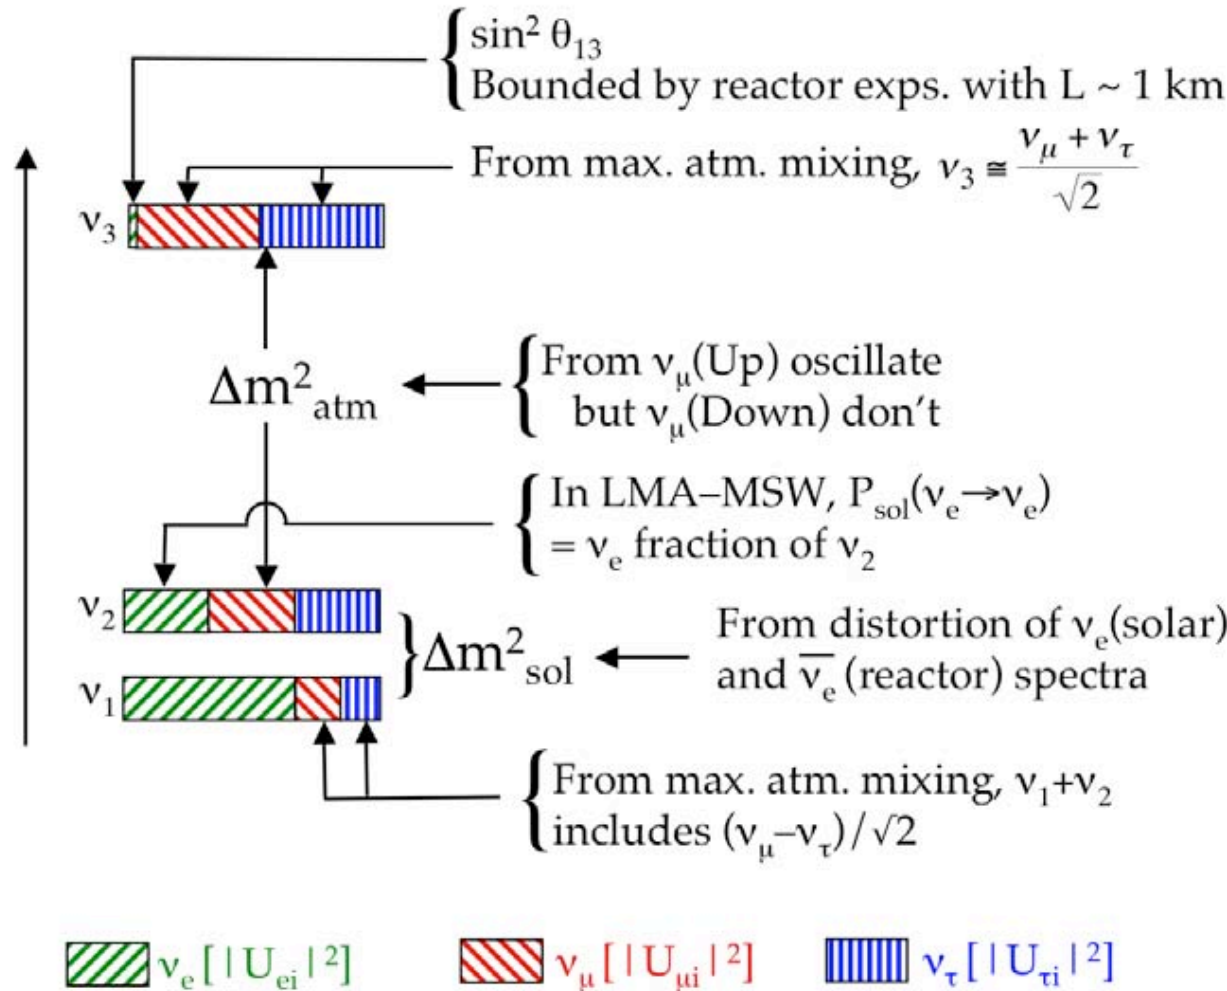 sin² θ₁₃
Bounded by reactor exps. with L ~ 1 km
From max. atm. mixing, ν₃ ≅ (ν_μ + ν_τ)/√2
ν₃
Δm²_atm
From ν_μ(Up) oscillate
but ν_μ(Down) don't
In LMA–MSW, P_sol(ν_e→ν_e)
= ν_e fraction of ν₂
ν₂
Δm²_sol
From distortion of ν_e(solar)
and ν̅_e(reactor) spectra
ν₁
From max. atm. mixing, ν₁+ν₂
includes (ν_μ–ν_τ)/√2
ν_e [ |U_ei|²]
ν_μ [ |U_μi|²]
ν_τ [ |U_τi|²]